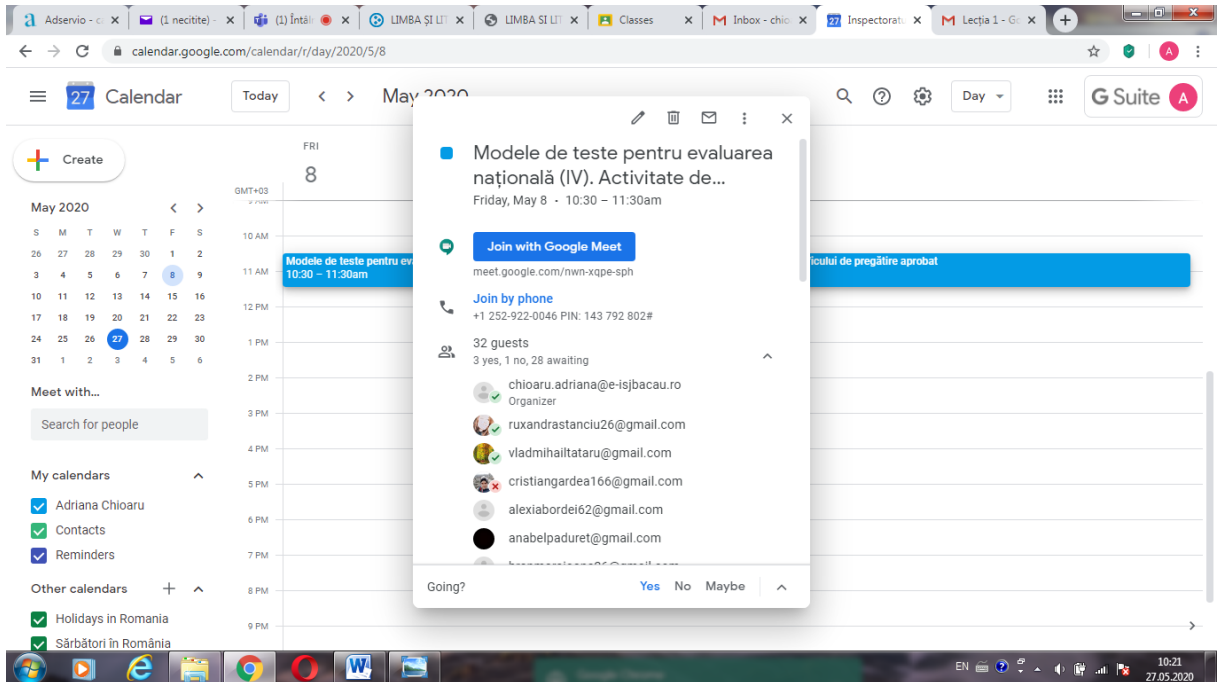 Adservio - c
(1 necitite) -
(1) Întâlr
LIMBA ȘI LIT
LIMBA SI LIT
Classes
Inbox - chio
Inspectorat
Lecția 1 - Go
calendar.google.com/calendar/r/day/2020/5/8
A
27 Calendar
Today
May 2020
Day
G Suite A
Create
FRI
8
GMT+03
May 2020
S M T W T F S
26 27 28 29 30 1 2
3 4 5 6 7 8 9
10 11 12 13 14 15 16
17 18 19 20 21 22 23
24 25 26 27 28 29 30
31 1 2 3 4 5 6
Meet with...
Search for people
My calendars
Adriana Chioaru
Contacts
Reminders
Other calendars
Holidays in Romania
Sărbători în România
10 AM
11 AM
12 PM
1 PM
2 PM
3 PM
4 PM
5 PM
6 PM
7 PM
8 PM
9 PM
Modele de teste pentru ev
10:30 – 11:30am
icului de pregătire aprobat
Modele de teste pentru evaluarea
națională (IV). Activitate de...
Friday, May 8 · 10:30 – 11:30am
Join with Google Meet
meet.google.com/nwn-xqpe-sph
Join by phone
+1 252-922-0046 PIN: 143 792 802#
32 guests
3 yes, 1 no, 28 awaiting
chioaru.adriana@e-isjbacau.ro
Organizer
ruxandrastanciu26@gmail.com
vladmihailtataru@gmail.com
cristiangardea166@gmail.com
alexiabordei62@gmail.com
anabelpaduret@gmail.com
Going?
Yes No Maybe
EN
10:21
27.05.2020